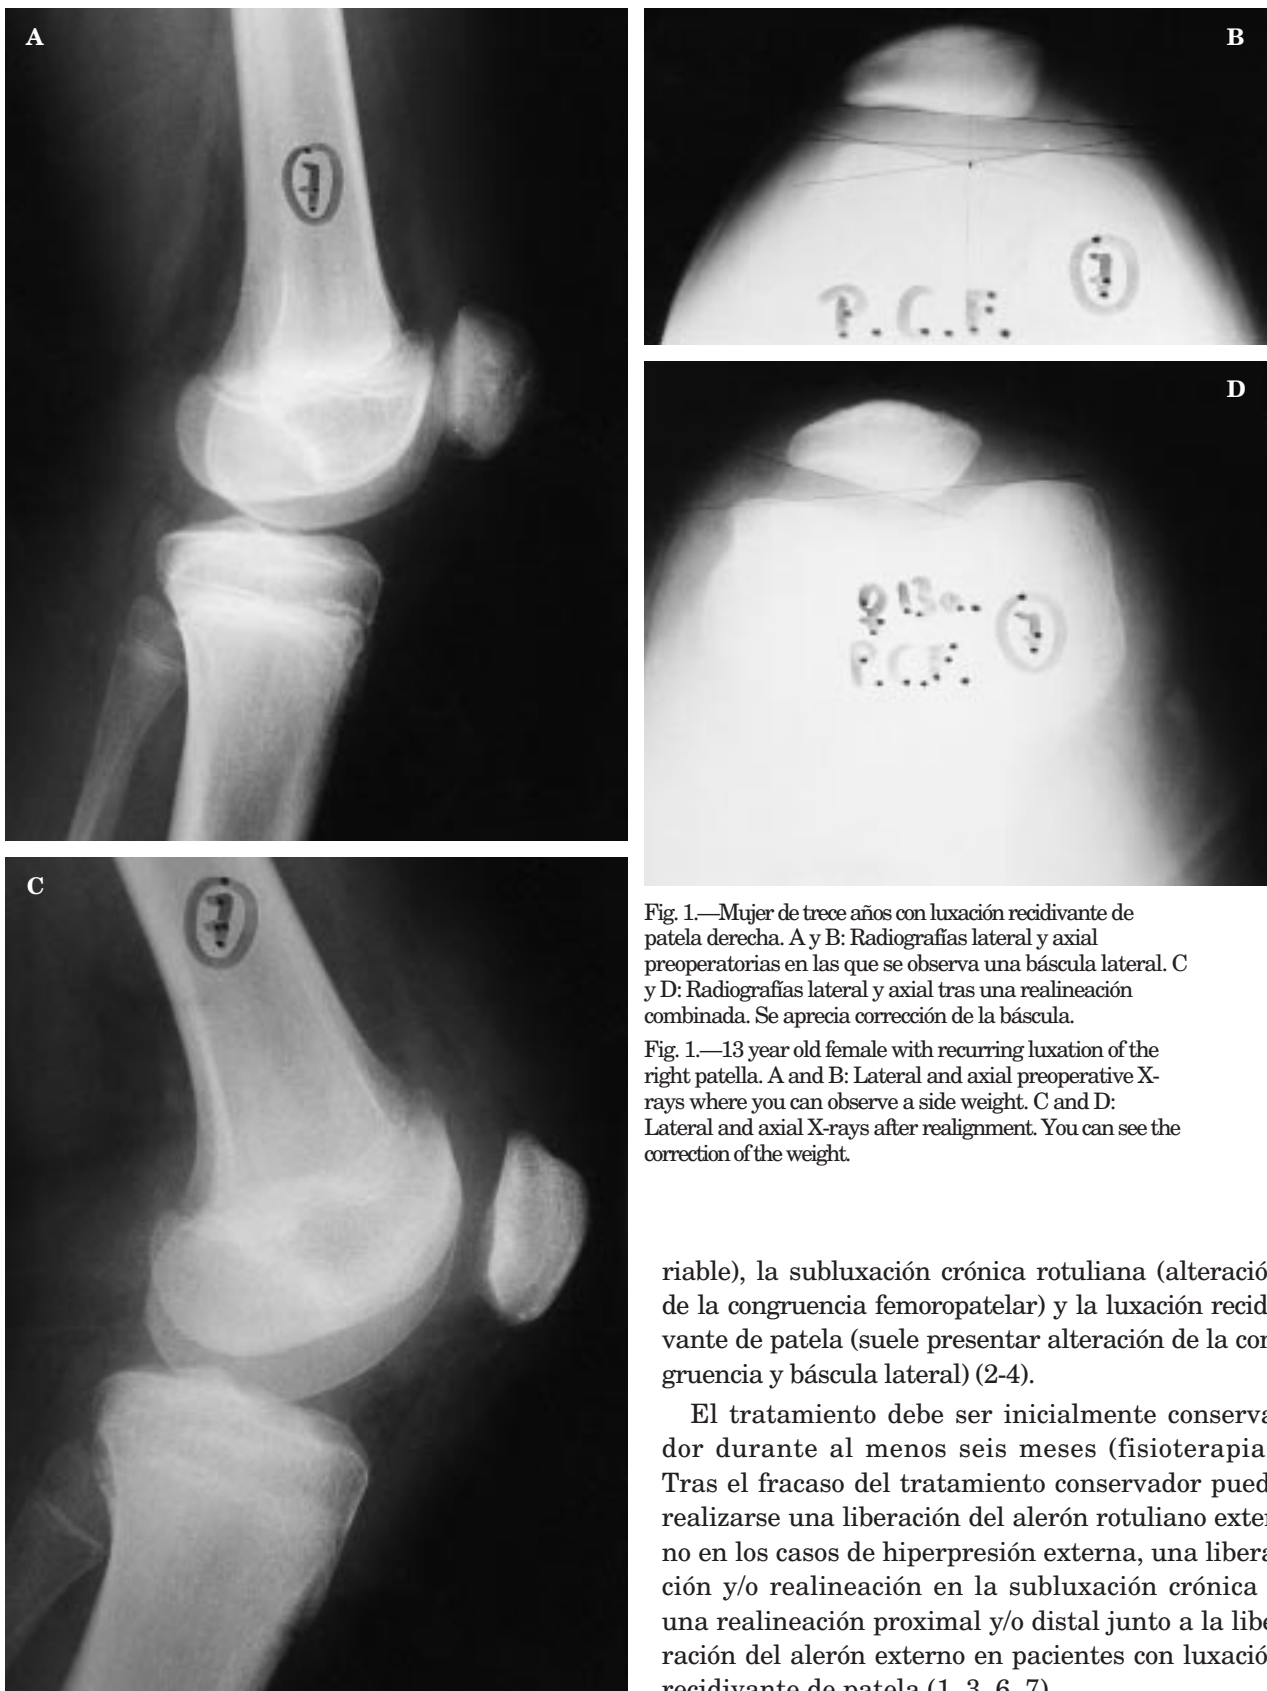 A
B
P. C. F.
D
♀ 13a.
P.C.F.
C
Fig. 1.—Mujer de trece años con luxación recidivante de
patela derecha. A y B: Radiografías lateral y axial
preoperatorias en las que se observa una báscula lateral. C
y D: Radiografías lateral y axial tras una realineación
combinada. Se aprecia corrección de la báscula.
Fig. 1.—13 year old female with recurring luxation of the
right patella. A and B: Lateral and axial preoperative X-
rays where you can observe a side weight. C and D:
Lateral and axial X-rays after realignment. You can see the
correction of the weight.
riable), la subluxación crónica rotuliana (alteració
de la congruencia femoropatelar) y la luxación recid
vante de patela (suele presentar alteración de la con
gruencia y báscula lateral) (2-4).
El tratamiento debe ser inicialmente conserva
dor durante al menos seis meses (fisioterapia
Tras el fracaso del tratamiento conservador pued
realizarse una liberación del alerón rotuliano exter
no en los casos de hiperpresión externa, una libera
ción y/o realineación en la subluxación crónica
una realineación proximal y/o distal junto a la libe
ración del alerón externo en pacientes con luxació
recidivante de patela (1, 3, 6, 7)